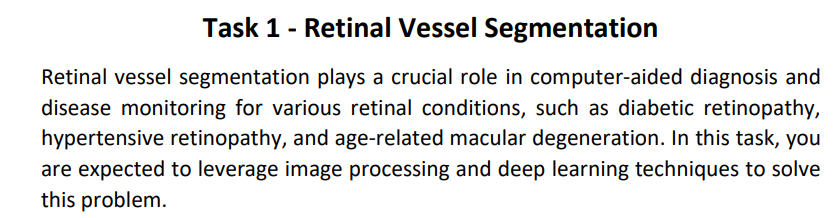 Task 1 - Retinal Vessel Segmentation
Retinal vessel segmentation plays a crucial role in computer-aided diagnosis and
disease monitoring for various retinal conditions, such as diabetic retinopathy,
hypertensive retinopathy, and age-related macular degeneration. In this task, you
are expected to leverage image processing and deep learning techniques to solve
this problem.